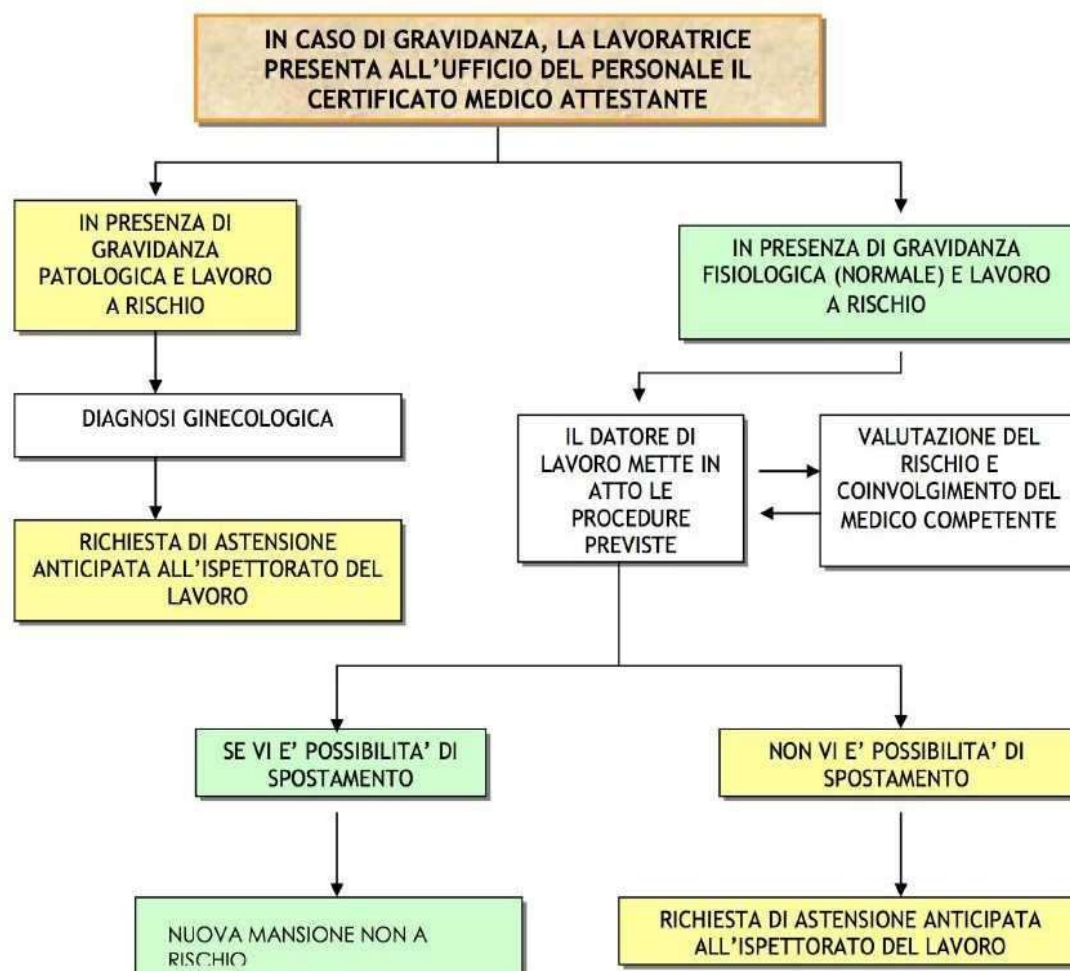 IN CASO DI GRAVIDANZA, LA LAVORATRICE
PRESENTA ALL'UFFICIO DEL PERSONALE IL
CERTIFICATO MEDICO ATTESTANTE
IN PRESENZA DI
GRAVIDANZA
PATOLOGICA E LAVORO
A RISCHIO
IN PRESENZA DI GRAVIDANZA
FISIOLOGICA (NORMALE) E LAVORO
A RISCHIO
DIAGNOSI GINECOLOGICA
IL DATORE DI
LAVORO METTE IN
ATTO LE
PROCEDURE
PREVISTE
VALUTAZIONE DEL
RISCHIO E
COINVOLGIMENTO DEL
MEDICO COMPETENTE
RICHIESTA DI ASTENSIONE
ANTICIPATA ALL'ISPETTORATO DEL
LAVORO
SE VI E' POSSIBILITA' DI
SPOSTAMENTO
NON VI E' POSSIBILITA' DI
SPOSTAMENTO
NUOVA MANSIONE NON A
RISCHIO
RICHIESTA DI ASTENSIONE ANTICIPATA
ALL'ISPETTORATO DEL LAVORO